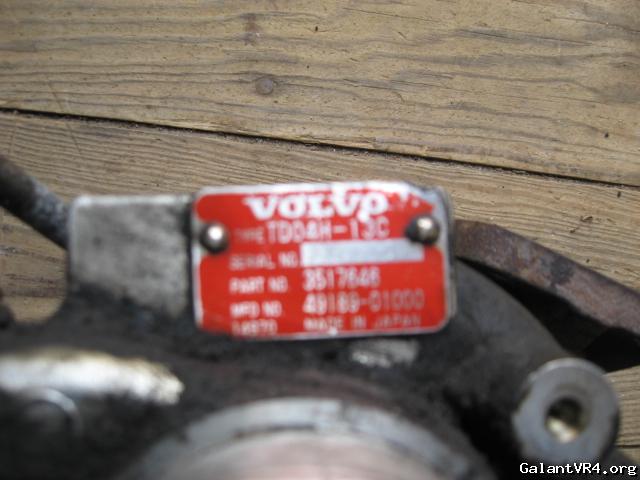 VOLVO
TYPE TD04H-13C
SERIAL NO.
PART NO. 3517646
MFD NO. 49189-01000
MADE IN JAPAN
GalantVR4.org